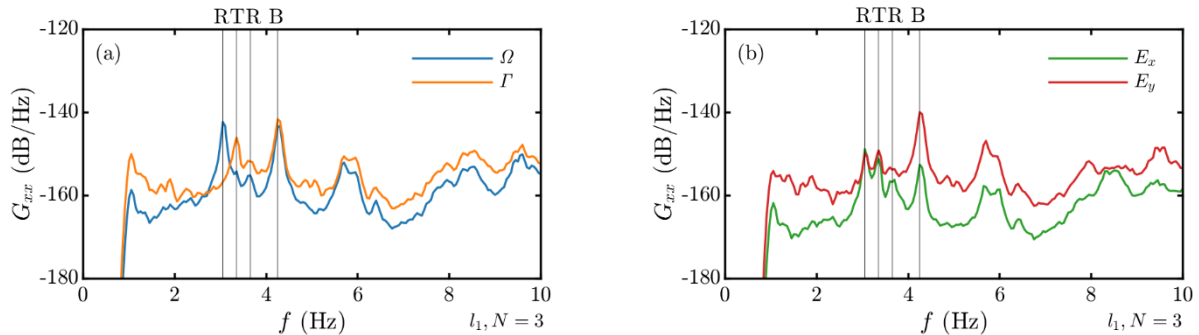 RTR B
-120
-140
-160
-180
G_xx (dB/Hz)
(a)
Ω
Γ
0 2 4 6 8 10
f (Hz)
l_1, N = 3
RTR B
-120
-140
-160
-180
G_xx (dB/Hz)
(b)
E_x
E_y
0 2 4 6 8 10
f (Hz)
l_1, N = 3